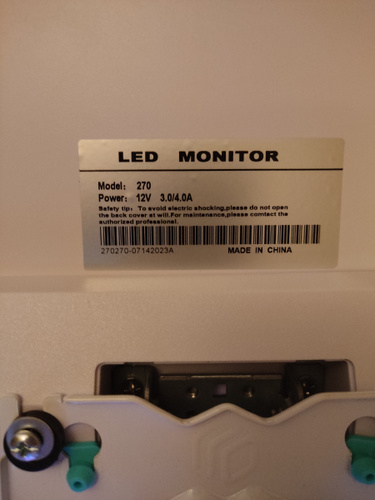 LED MONITOR
Model: 270
Power: 12V 3.0/4.0A
Safety tip: To avoid electric shocking,please do not open
the back cover at will.For maintenance,please comtact the
authorized professional.
270270-07142023A MADE IN CHINA